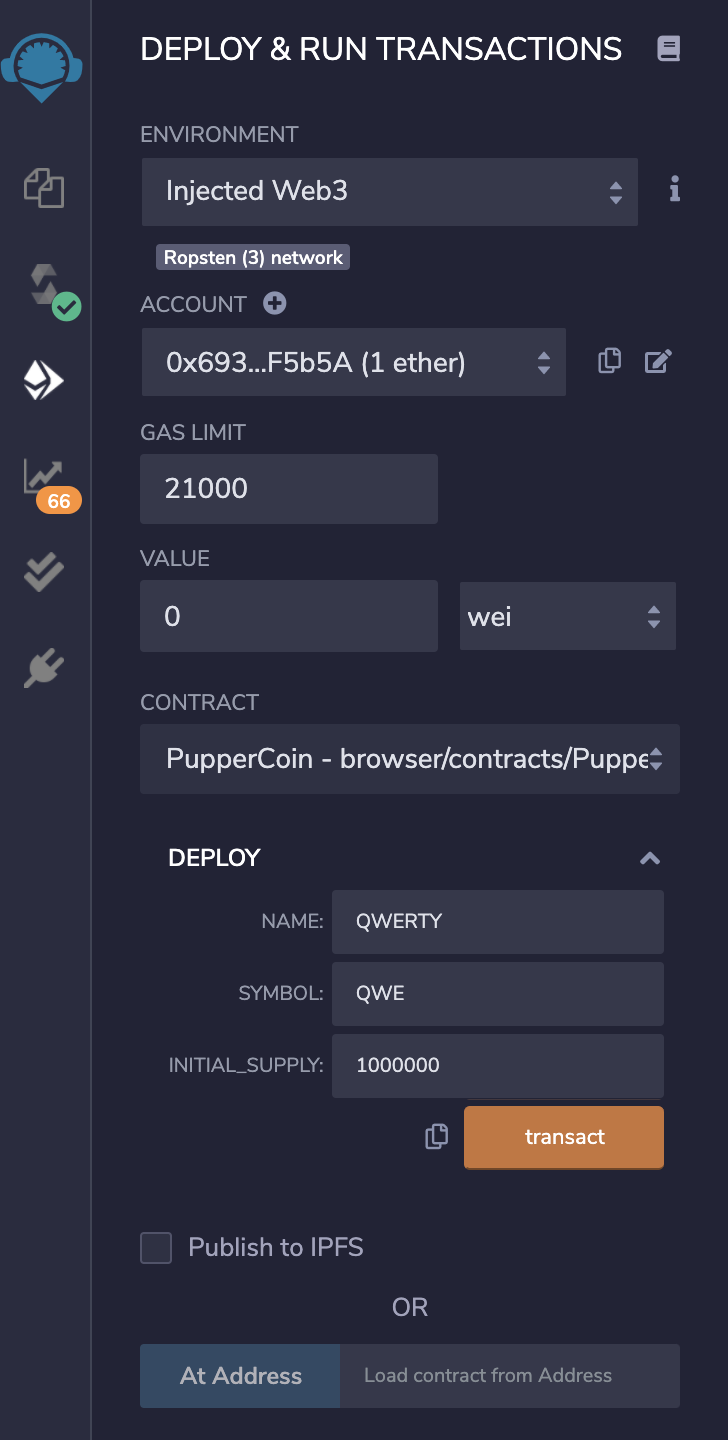 DEPLOY & RUN TRANSACTIONS
ENVIRONMENT
Injected Web3
Ropsten (3) network
ACCOUNT
0x693...F5b5A (1 ether)
GAS LIMIT
21000
66
VALUE
0
wei
CONTRACT
PupperCoin - browser/contracts/Puppe
DEPLOY
NAME:
QWERTY
SYMBOL:
QWE
INITIAL_SUPPLY:
1000000
transact
Publish to IPFS
OR
At Address
Load contract from Address